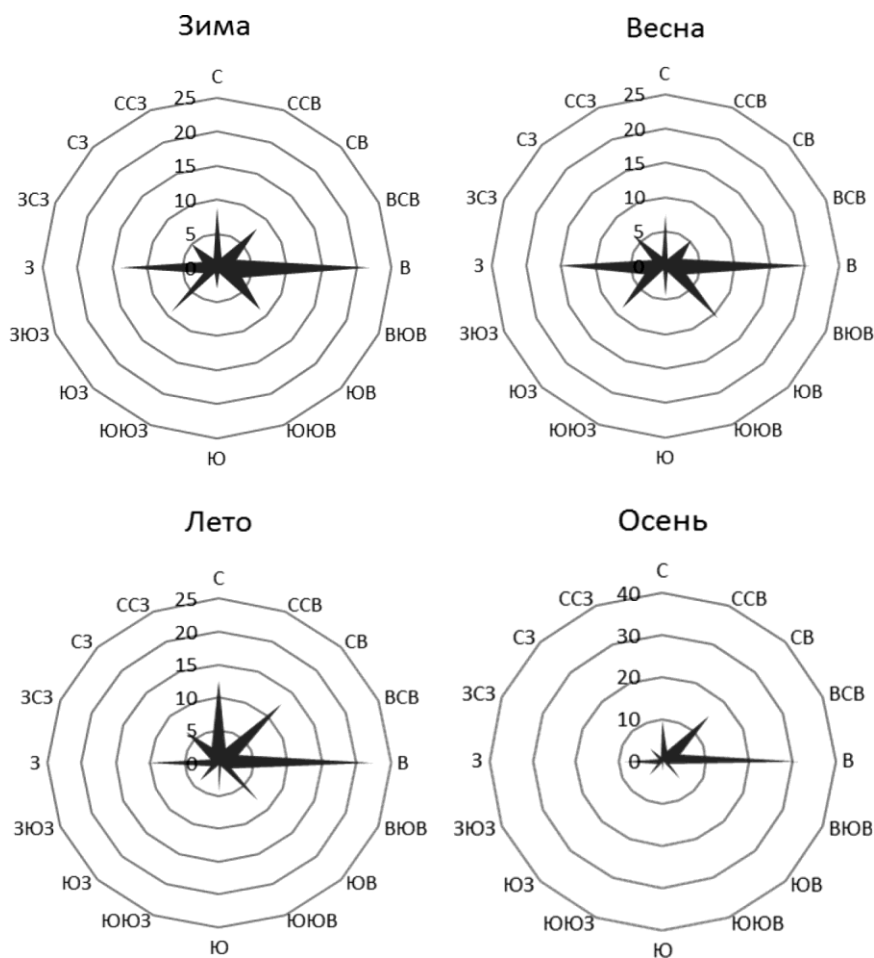 Зима
С
ССВ
СВ
ВСВ
В
ВЮВ
ЮВ
ЮЮВ
Ю
ЮЮЗ
ЮЗ
ЗЮЗ
З
ЗСЗ
СЗ
ССЗ
25
20
15
10
5
0
Весна
С
ССВ
СВ
ВСВ
В
ВЮВ
ЮВ
ЮЮВ
Ю
ЮЮЗ
ЮЗ
ЗЮЗ
З
ЗСЗ
СЗ
ССЗ
25
20
15
10
5
0
Лето
С
ССВ
СВ
ВСВ
В
ВЮВ
ЮВ
ЮЮВ
Ю
ЮЮЗ
ЮЗ
ЗЮЗ
З
ЗСЗ
СЗ
ССЗ
25
20
15
10
5
0
Осень
С
ССВ
СВ
ВСВ
В
ВЮВ
ЮВ
ЮЮВ
Ю
ЮЮЗ
ЮЗ
ЗЮЗ
З
ЗСЗ
СЗ
ССЗ
40
30
20
10
0